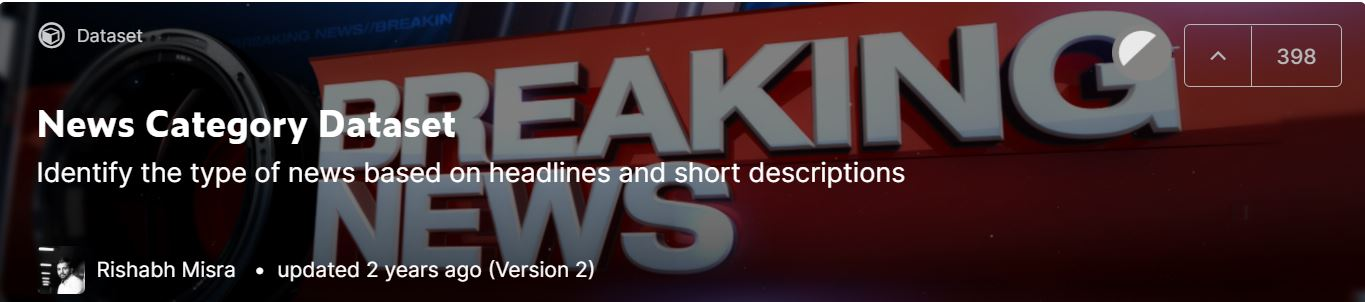 Dataset
BREAKING NEWS//BREAKIN
398
BREAKING
News Category Dataset
Identify the type of news based on headlines and short descriptions
NEWS
Rishabh Misra • updated 2 years ago (Version 2)